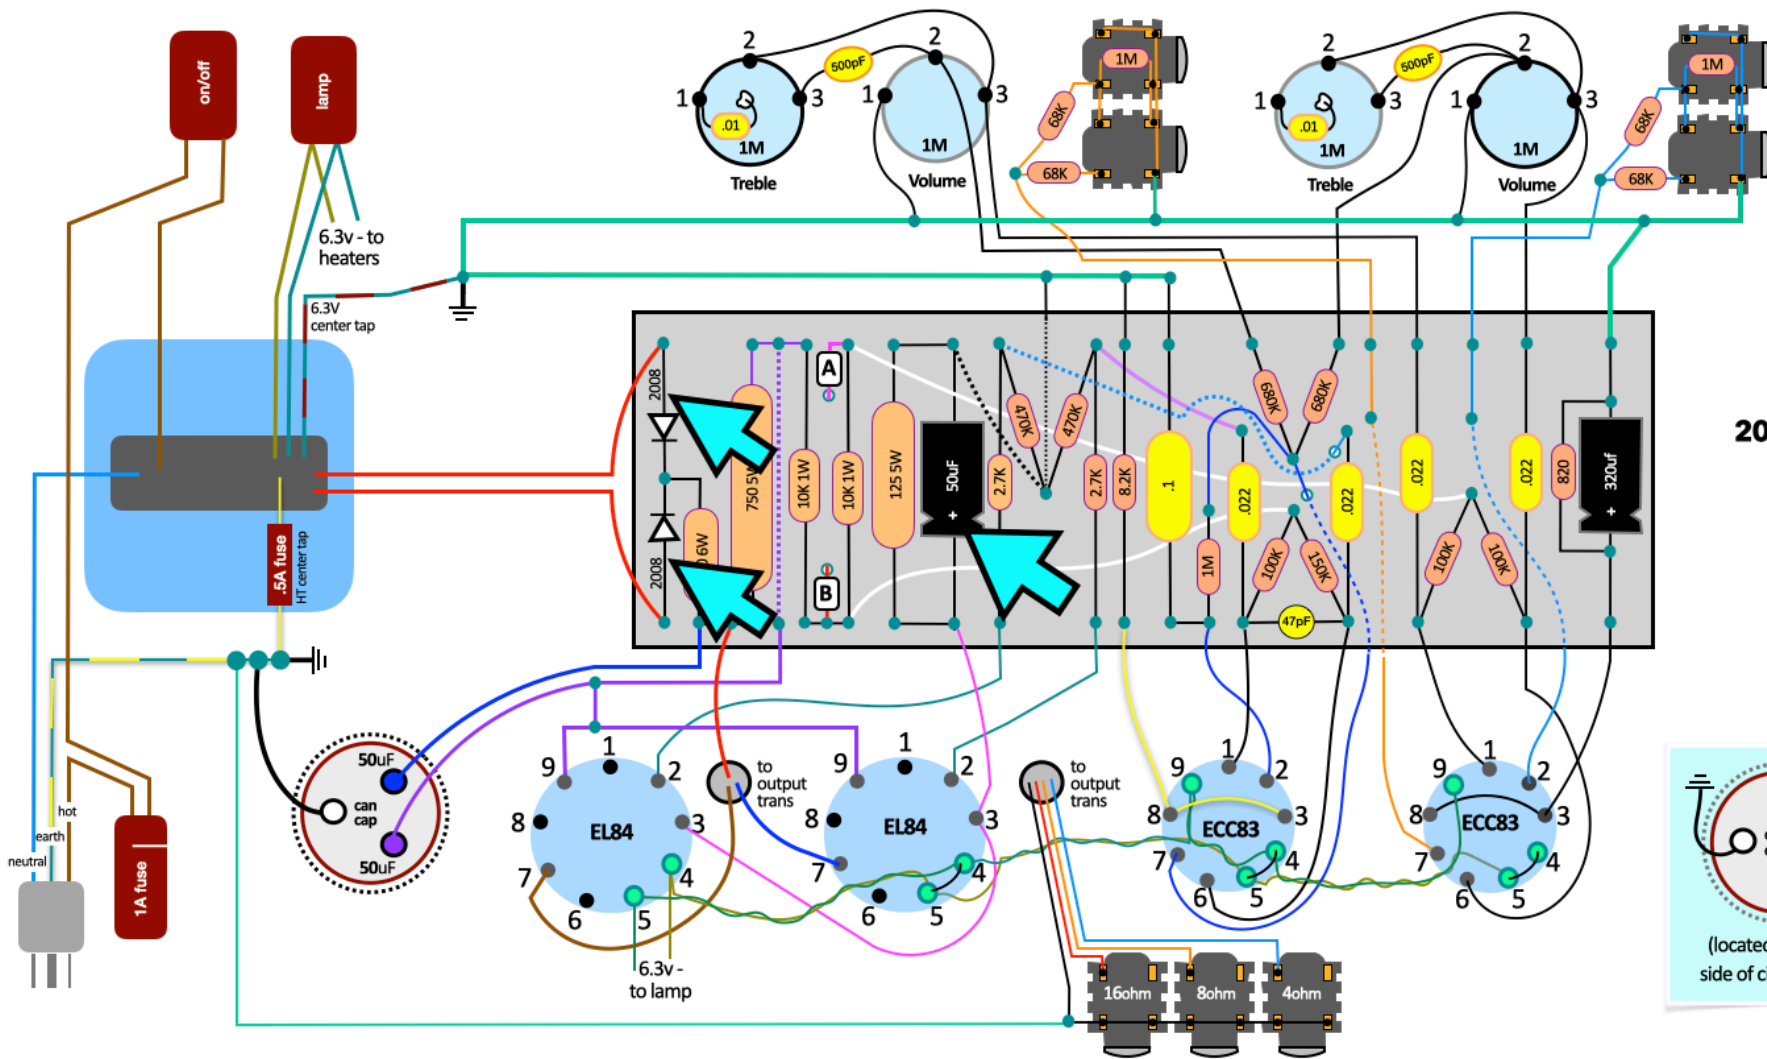 on/off
lamp
2
500pF
2
1
3
1
3
.01
1M
1M
Treble
Volume
1M
68K
68K
2
500pF
2
1
3
1
3
.01
1M
1M
Treble
Volume
1M
68K
68K
6.3v - to
heaters
6.3V
center tap
.5A fuse
HT center tap
2008
2008
6W
750 5W
10K 1W
A
B
10K 1W
125 5W
50uF
+
2.7K
470K
470K
2.7K
8.2K
.1
1M
.022
680K
680K
100K
150K
47pF
.022
.022
100K
100K
.022
820
320uf
+
20
neutral
earth
hot
1A fuse
50uF
can
cap
50uF
1
9
2
8
EL84
3
7
4
6
5
6.3v -
to lamp
to
output
trans
1
9
2
8
EL84
3
7
4
6
5
to
output
trans
1
9
2
8
ECC83
3
7
4
6
5
1
9
2
8
ECC83
3
7
4
6
5
16ohm
8ohm
4ohm
(located
side of ci